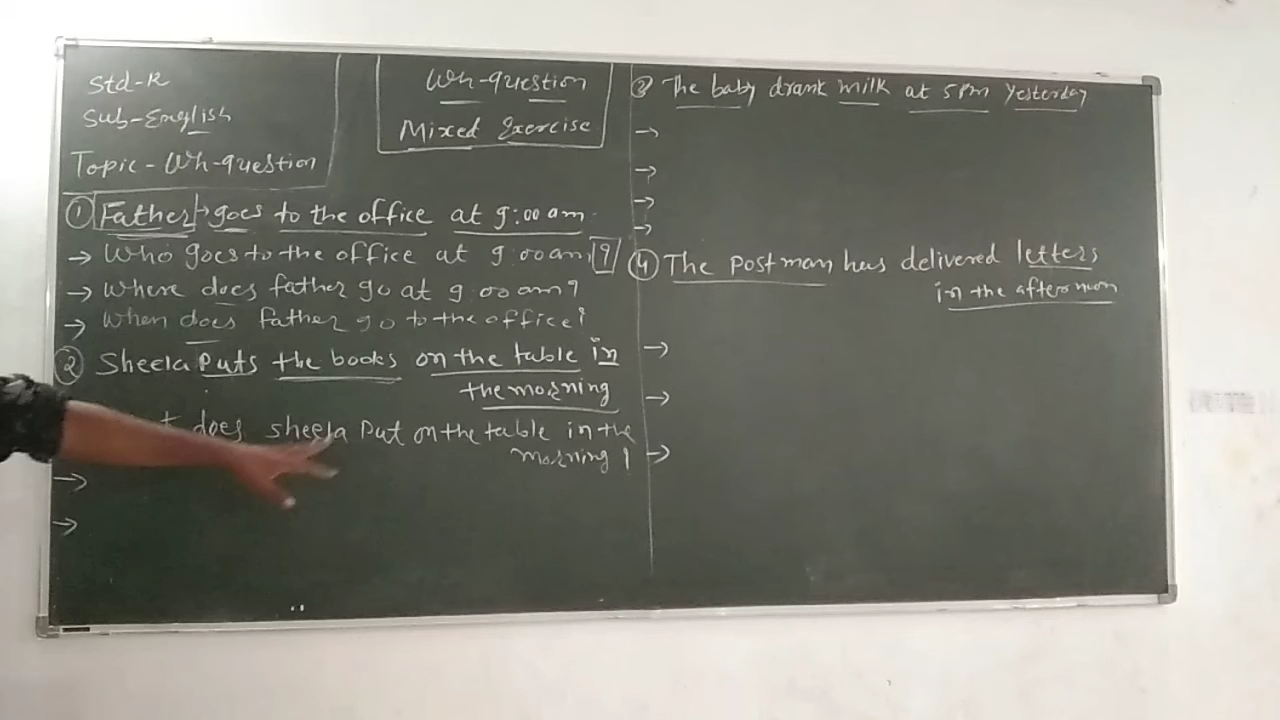 Std-
Sub-English
Topic-Wh-question
Wh-question
Mixed Exercise
① Father goes to the office at 9:00 am.
→ Who goes to the office at 9:00 am ?
→ Where does father go at 9:00am?
→ When does father go to the office?
② Sheela puts the books on the table in
the morning
does sheela put on the table in the
morning ?
→
→
③ The baby drank milk at 5 Pm Yesterday
→
→
→
→
④ The postman has delivered letters
in the afternoon
→
→
→